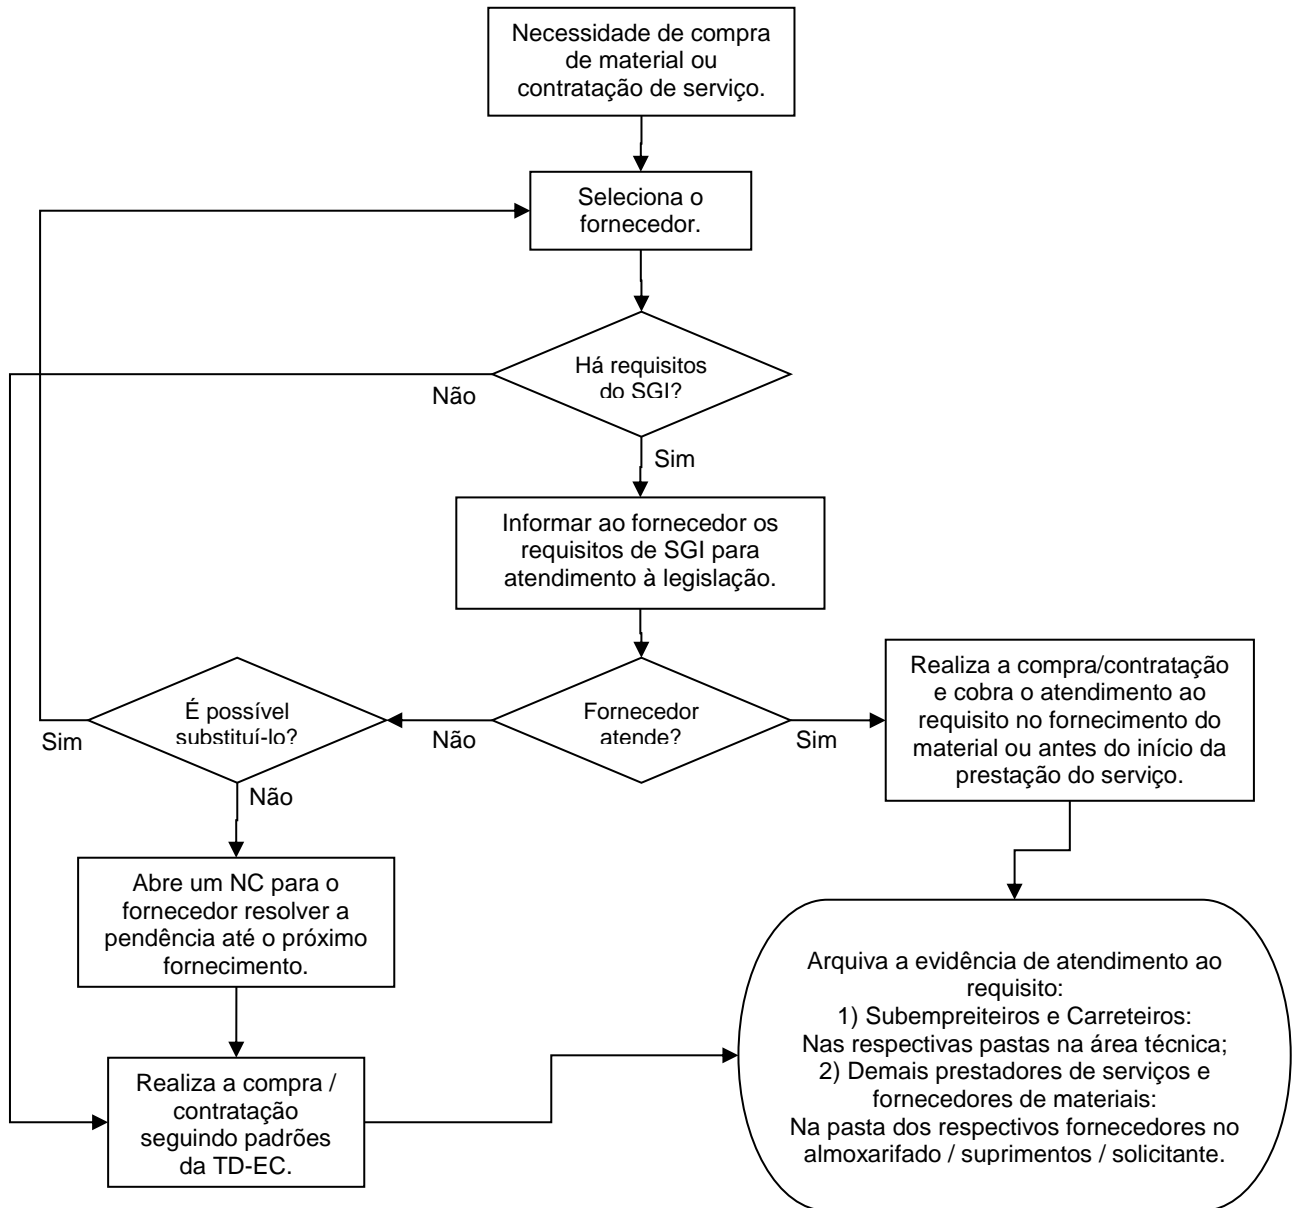 Necessidade de compra
de material ou
contratação de serviço.
Seleciona o
fornecedor.
Há requisitos
do SGI?
Não
Sim
Informar ao fornecedor os
requisitos de SGI para
atendimento à legislação.
É possível
substituí-lo?
Sim
Não
Fornecedor
atende?
Não
Sim
Realiza a compra/contratação
e cobra o atendimento ao
requisito no fornecimento do
material ou antes do início da
prestação do serviço.
Abre um NC para o
fornecedor resolver a
pendência até o próximo
fornecimento.
Realiza a compra /
contratação
seguindo padrões
da TD-EC.
Arquiva a evidência de atendimento ao
requisito:
1) Subempreiteiros e Carreteiros:
Nas respectivas pastas na área técnica;
2) Demais prestadores de serviços e
fornecedores de materiais:
Na pasta dos respectivos fornecedores no
almoxarifado / suprimentos / solicitante.